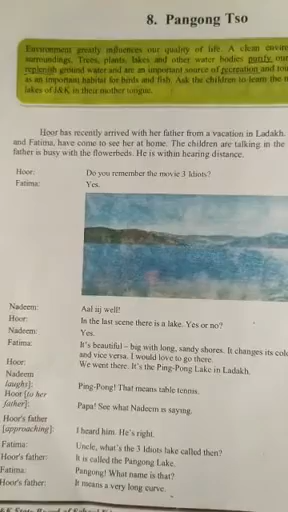 8. Pangong Tso
Environment greatly influences our quality of life. A clean
surroundings. Trees, plants, lakes and other water bodies purify our
replenish ground water and are an important source of recreation and
as an important habitat for birds and fish. Ask the children to learn the
lakes of J&K in their mother tongue.
Hoor has recently arrived with her father from a vacation in Ladakh.
and Fatima, have come to see her at home. The children are talking in the
father is busy with the flowerbeds. He is within hearing distance.
Hoor: Do you remember the movie 3 Idiots?
Fatima: Yes.
Nadeem: Aal ij well!
Hoor: In the last scene there is a lake. Yes or no?
Nadeem: Yes.
Fatima: It's beautiful – big with long, sandy shores. It changes its
and vice versa. I would love to go there.
Hoor: We went there. It's the Ping-Pong Lake in Ladakh.
Nadeem
[laughs]: Ping-Pong! That means table tennis.
Hoor [to her
father]: Papa! See what Nadeem is saying.
Hoor's father
[approaching]: I heard him. He's right.
Fatima: Uncle, what's the 3 Idiots lake called then?
Hoor's father: It is called the Pangong Lake.
Fatima: Pangong! What name is that?
Hoor's father: It means a very long curve.